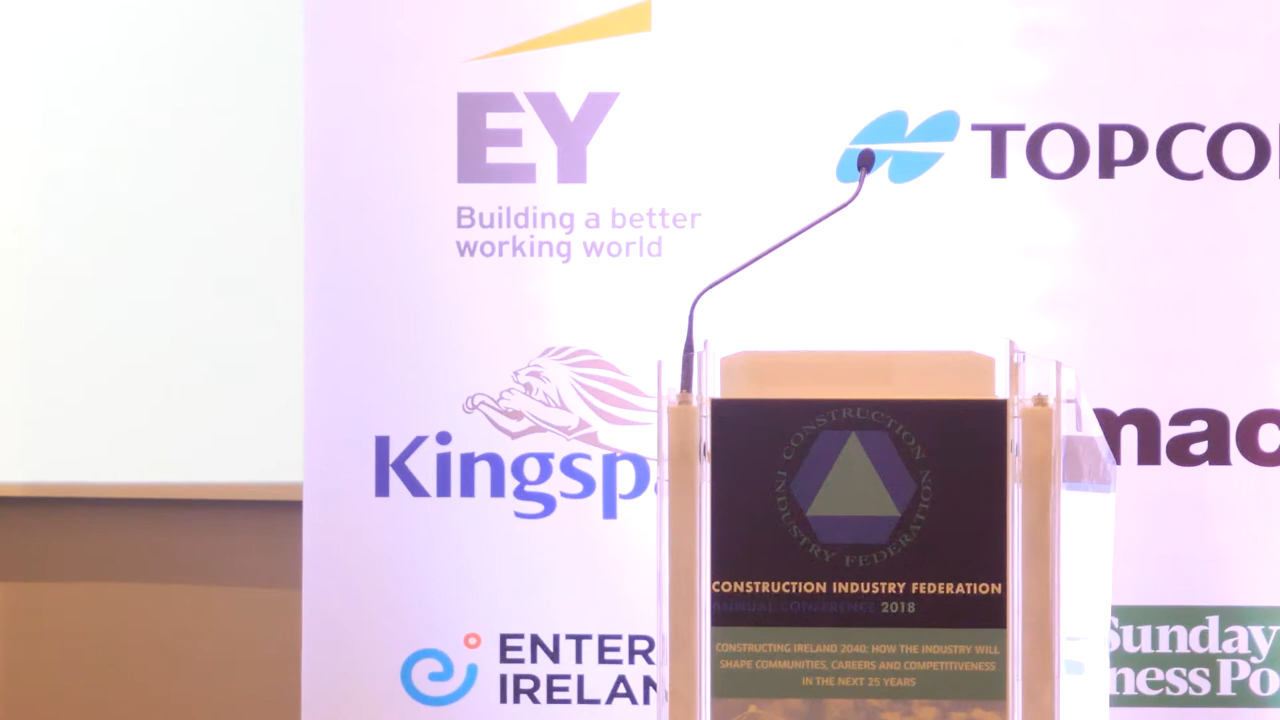 EY
Building a better
working world
TOPCO
Kingsp
mac
ENTER
IRELAN
CONSTRUCTION INDUSTRY FEDERATION
CONSTRUCTION INDUSTRY FEDERATION
ANNUAL CONFERENCE 2018
CONSTRUCTING IRELAND 2040: HOW THE INDUSTRY WILL
SHAPE COMMUNITIES, CAREERS AND COMPETITIVENESS
IN THE NEXT 25 YEARS
Sunday
ness Po